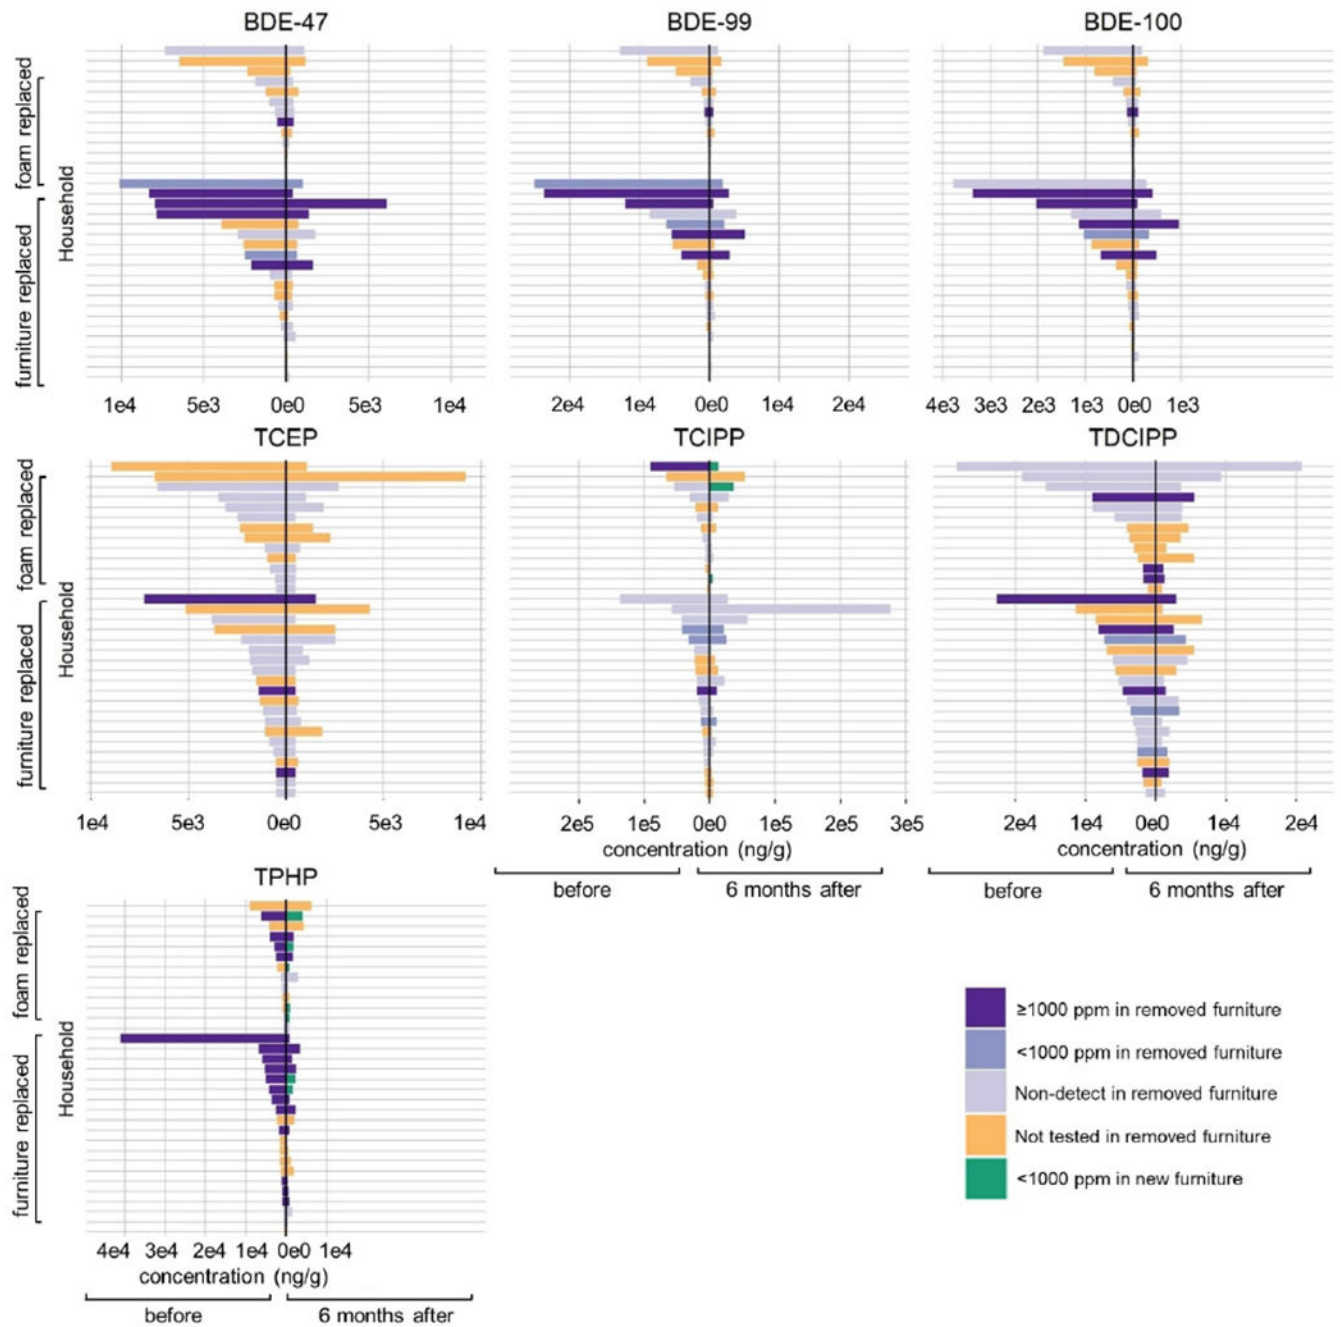 BDE-47 BDE-99 BDE-100
foam replaced
furniture replaced
Household
1e4 5e3 0e0 5e3 1e4 2e4 1e4 0e0 1e4 2e4 4e3 3e3 2e3 1e3 0e0 1e3
TCEP TCIPP TDCIPP
foam replaced
furniture replaced
Household
1e4 5e3 0e0 5e3 1e4 2e5 1e5 0e0 1e5 2e5 3e5 2e4 1e4 0e0 1e4 2e4
concentration (ng/g) concentration (ng/g)
before 6 months after before 6 months after
TPHP
foam replaced
furniture replaced
Household
4e4 3e4 2e4 1e4 0e0 1e4
concentration (ng/g)
before 6 months after
≥1000 ppm in removed furniture
<1000 ppm in removed furniture
Non-detect in removed furniture
Not tested in removed furniture
<1000 ppm in new furniture